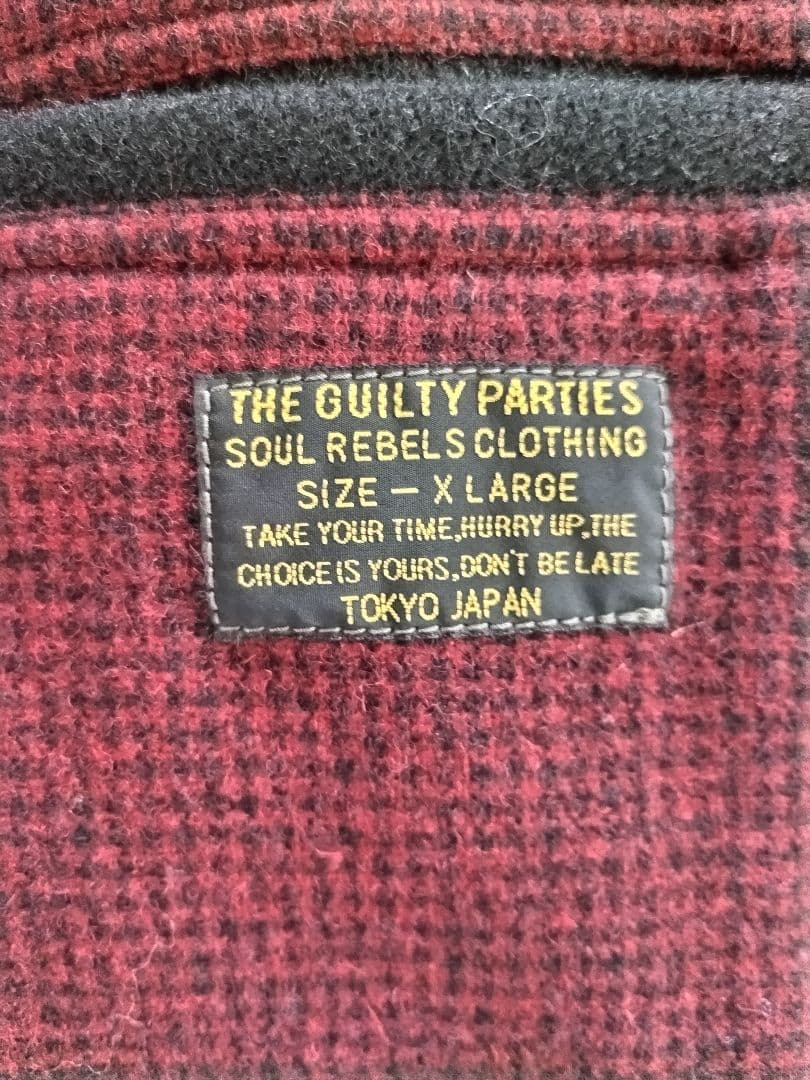 THE GUILTY PARTIES
SOUL REBELS CLOTHING
SIZE – X LARGE
TAKE YOUR TIME,HURRY UP,THE
CHOICE IS YOURS,DON'T BE LATE
TOKYO JAPAN